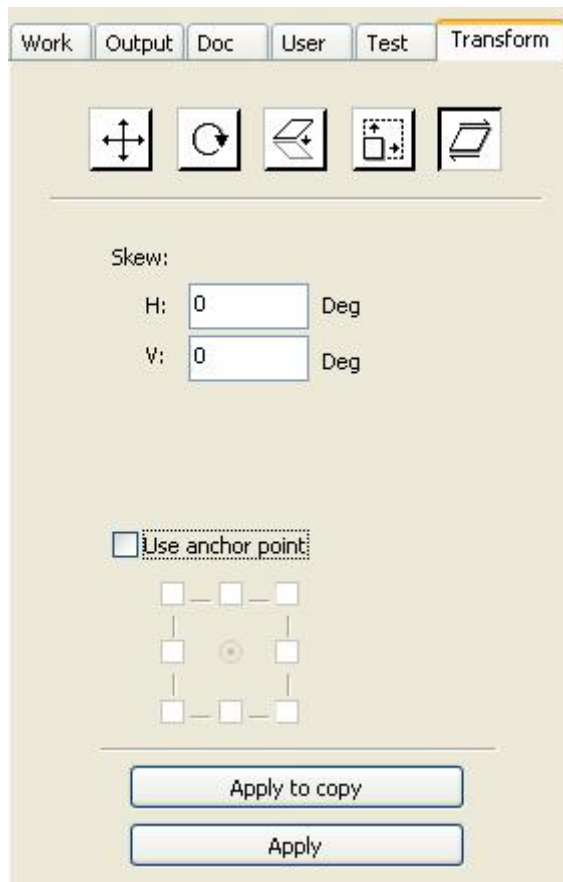 Work Output Doc User Test Transform
Skew:
H: 0 Deg
V: 0 Deg
Use anchor point
Apply to copy
Apply